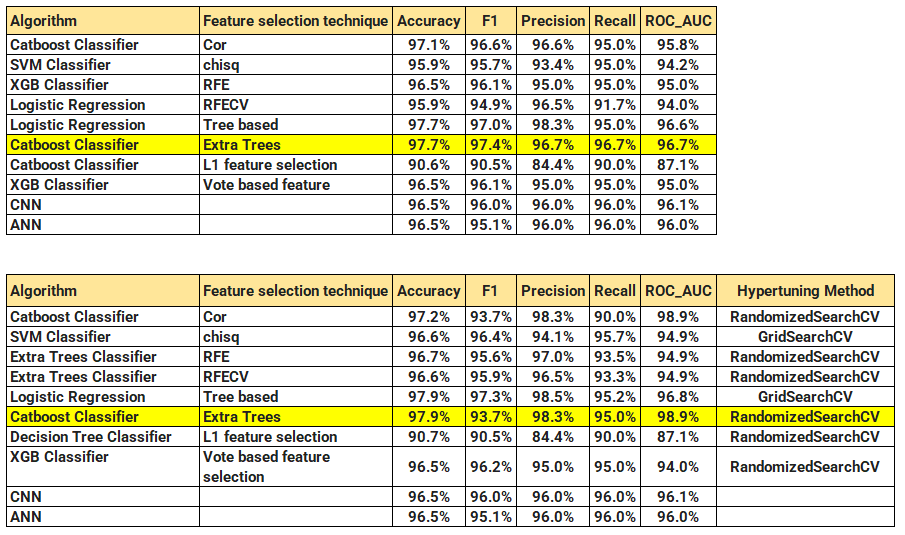 Algorithm Feature selection technique Accuracy F1 Precision Recall ROC_AUC
Catboost Classifier Cor 97.1% 96.6% 96.6% 95.0% 95.8%
SVM Classifier chisq 95.9% 95.7% 93.4% 95.0% 94.2%
XGB Classifier RFE 96.5% 96.1% 95.0% 95.0% 95.0%
Logistic Regression RFECV 95.9% 94.9% 96.5% 91.7% 94.0%
Logistic Regression Tree based 97.7% 97.0% 98.3% 95.0% 96.6%
Catboost Classifier Extra Trees 97.7% 97.4% 96.7% 96.7% 96.7%
Catboost Classifier L1 feature selection 90.6% 90.5% 84.4% 90.0% 87.1%
XGB Classifier Vote based feature 96.5% 96.1% 95.0% 95.0% 95.0%
CNN 96.5% 96.0% 96.0% 96.0% 96.1%
ANN 96.5% 95.1% 96.0% 96.0% 96.0%
Algorithm Feature selection technique Accuracy F1 Precision Recall ROC_AUC Hypertuning Method
Catboost Classifier Cor 97.2% 93.7% 98.3% 90.0% 98.9% RandomizedSearchCV
SVM Classifier chisq 96.6% 96.4% 94.1% 95.7% 94.9% GridSearchCV
Extra Trees Classifier RFE 96.7% 95.6% 97.0% 93.5% 94.9% RandomizedSearchCV
Extra Trees Classifier RFECV 96.6% 95.9% 96.5% 93.3% 94.9% RandomizedSearchCV
Logistic Regression Tree based 97.9% 97.3% 98.5% 95.2% 96.8% GridSearchCV
Catboost Classifier Extra Trees 97.9% 93.7% 98.3% 95.0% 98.9% RandomizedSearchCV
Decision Tree Classifier L1 feature selection 90.7% 90.5% 84.4% 90.0% 87.1% RandomizedSearchCV
XGB Classifier Vote based feature
selection 96.5% 96.2% 95.0% 95.0% 94.0% RandomizedSearchCV
CNN 96.5% 96.0% 96.0% 96.0% 96.1%
ANN 96.5% 95.1% 96.0% 96.0% 96.0%